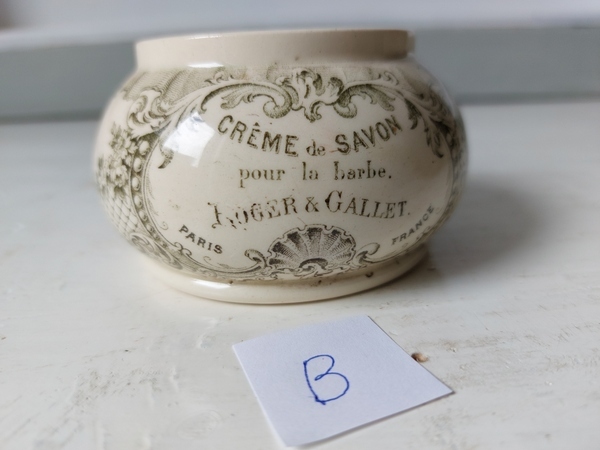 CRÊME de SAVON
pour la barbe.
ROGER & GALLET.
PARIS
FRANCE
B